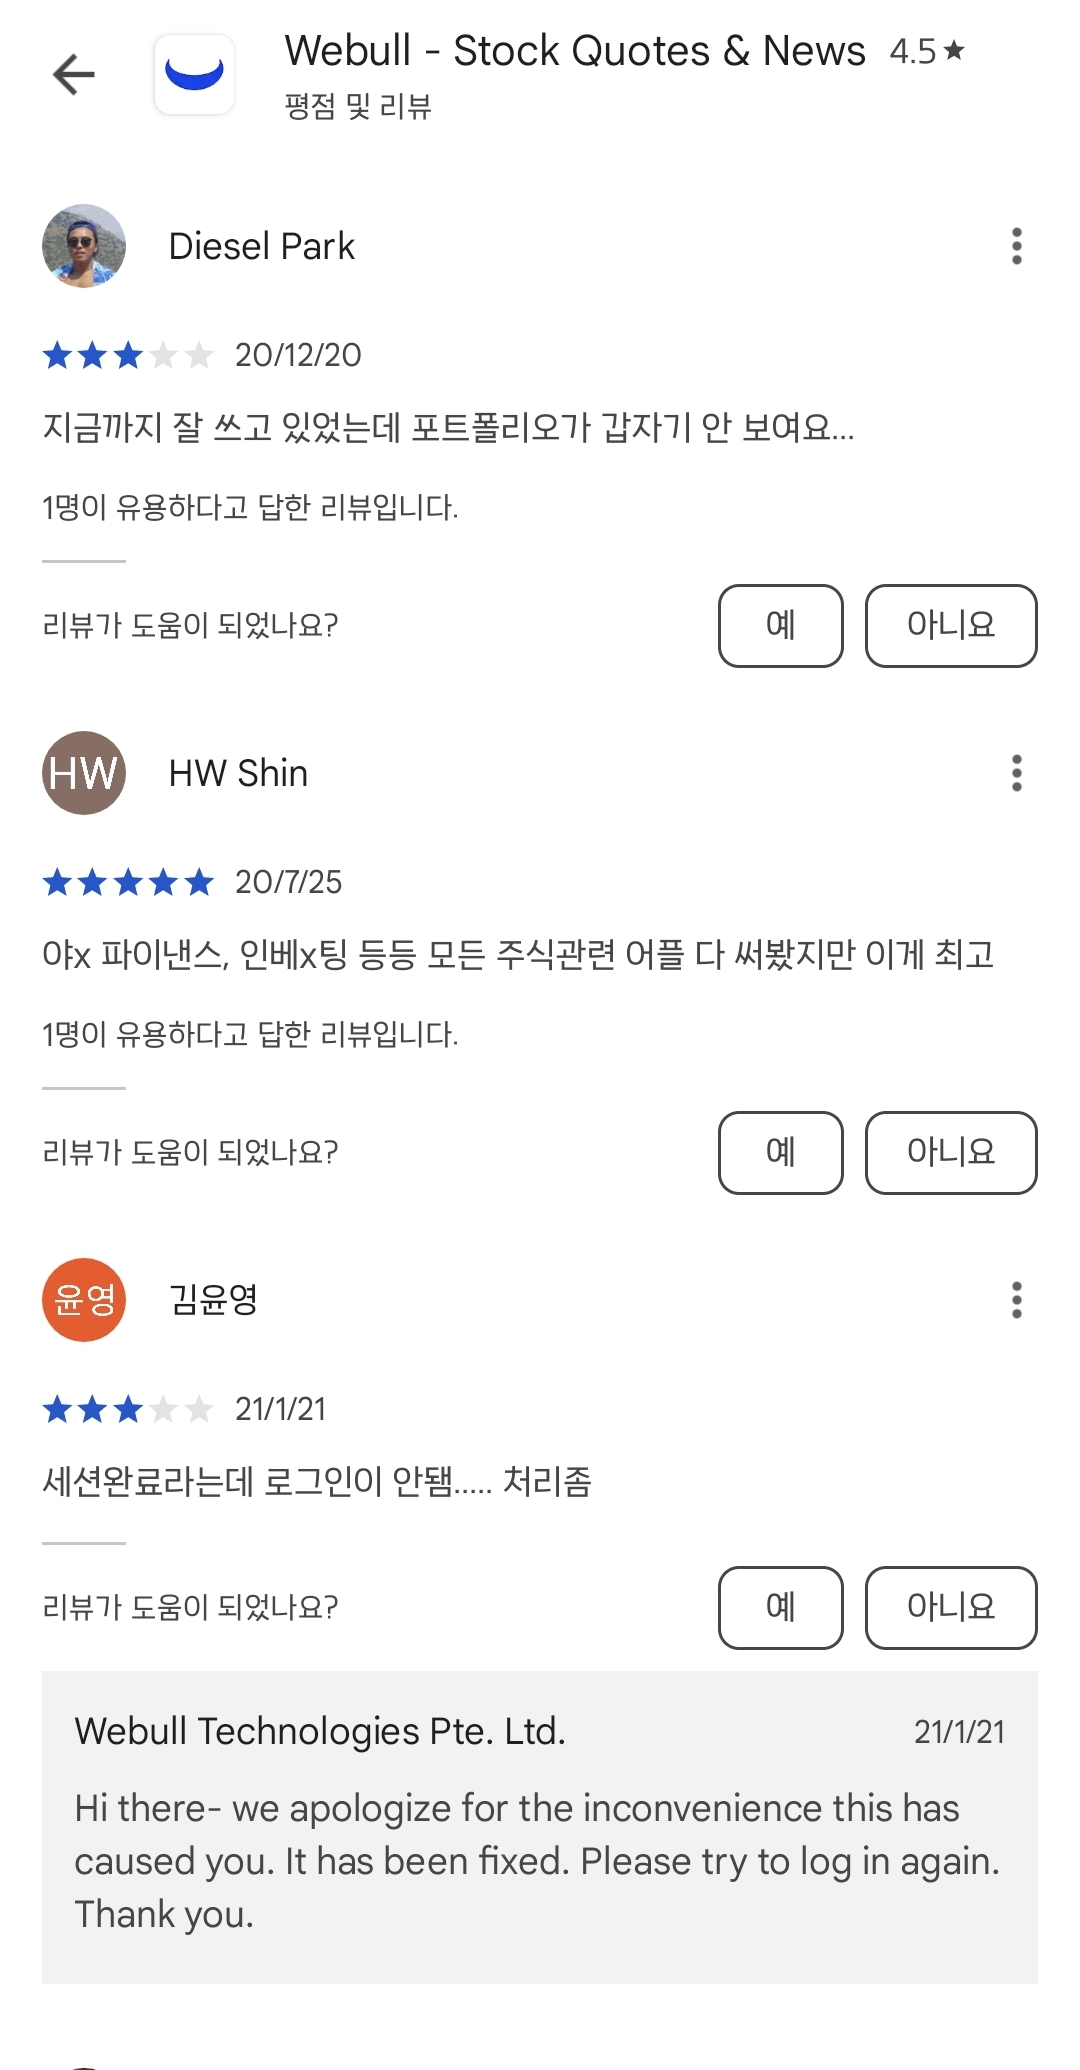 Webull - Stock Quotes & News 4.5★
평점 및 리뷰
Diesel Park
20/12/20
지금까지 잘 쓰고 있었는데 포트폴리오가 갑자기 안 보여요...
1명이 유용하다고 답한 리뷰입니다.
리뷰가 도움이 되었나요? 예 아니요
HW HW Shin
20/7/25
야x 파이낸스, 인베x팅 등등 모든 주식관련 어플 다 써봤지만 이게 최고
1명이 유용하다고 답한 리뷰입니다.
리뷰가 도움이 되었나요? 예 아니요
윤영 김윤영
21/1/21
세션완료라는데 로그인이 안됌..... 처리좀
리뷰가 도움이 되었나요? 예 아니요
Webull Technologies Pte. Ltd. 21/1/21
Hi there- we apologize for the inconvenience this has
caused you. It has been fixed. Please try to log in again.
Thank you.